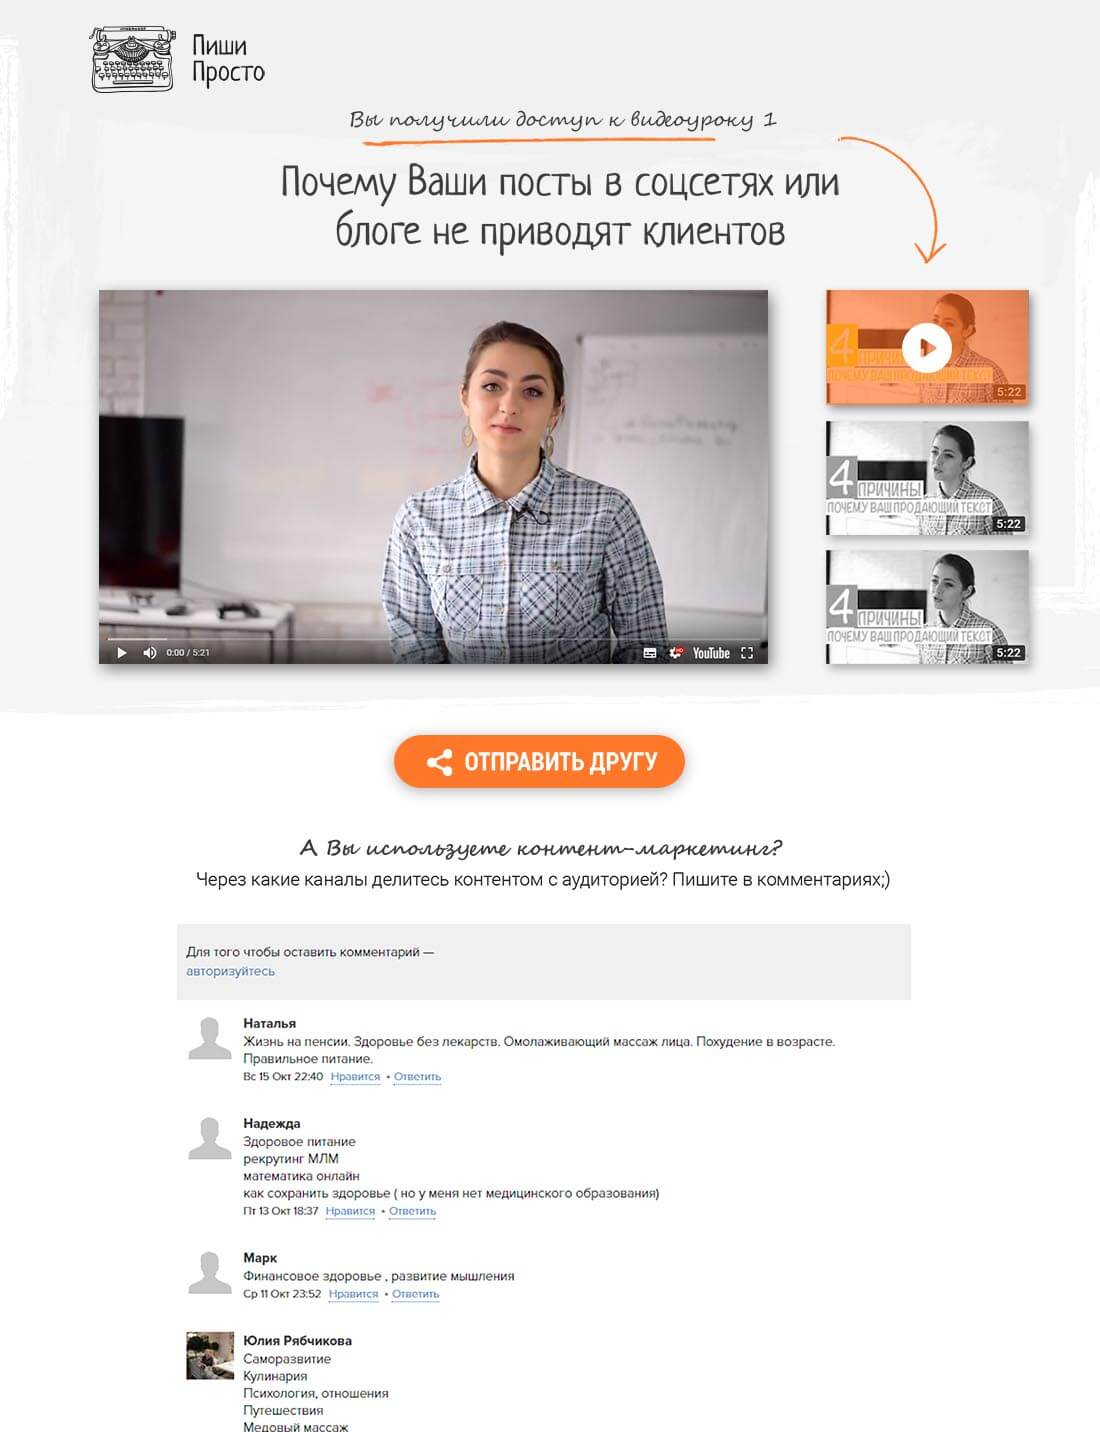 Пиши
Просто
Вы получили доступ к видеоуроку 1
Почему Ваши посты в соцсетях или
блоге не приводят клиентов
4
ПРИЧИНЫ
ПОЧЕМУ ВАШ ПРОДАЮЩИЙ ТЕКСТ
5:22
4
ПРИЧИНЫ
ПОЧЕМУ ВАШ ПРОДАЮЩИЙ ТЕКСТ
5:22
4
ПРИЧИНЫ
ПОЧЕМУ ВАШ ПРОДАЮЩИЙ ТЕКСТ
5:22
0:00 / 5:21
YouTube
ОТПРАВИТЬ ДРУГУ
А Вы используете контент-маркетинг?
Через какие каналы делитесь контентом с аудиторией? Пишите в комментариях;)
Для того чтобы оставить комментарий —
авторизуйтесь
Наталья
Жизнь на пенсии. Здоровье без лекарств. Омолаживающий массаж лица. Похудение в возрасте.
Правильное питание.
Вс 15 Окт 22:40 Нравится • Ответить
Надежда
Здоровое питание
рекрутинг МЛМ
математика онлайн
как сохранить здоровье ( но у меня нет медицинского образования)
Пт 13 Окт 18:37 Нравится • Ответить
Марк
Финансовое здоровье , развитие мышления
Ср 11 Окт 23:52 Нравится • Ответить
Юлия Рябчикова
Саморазвитие
Кулинария
Психология, отношения
Путешествия
Медовый массаж